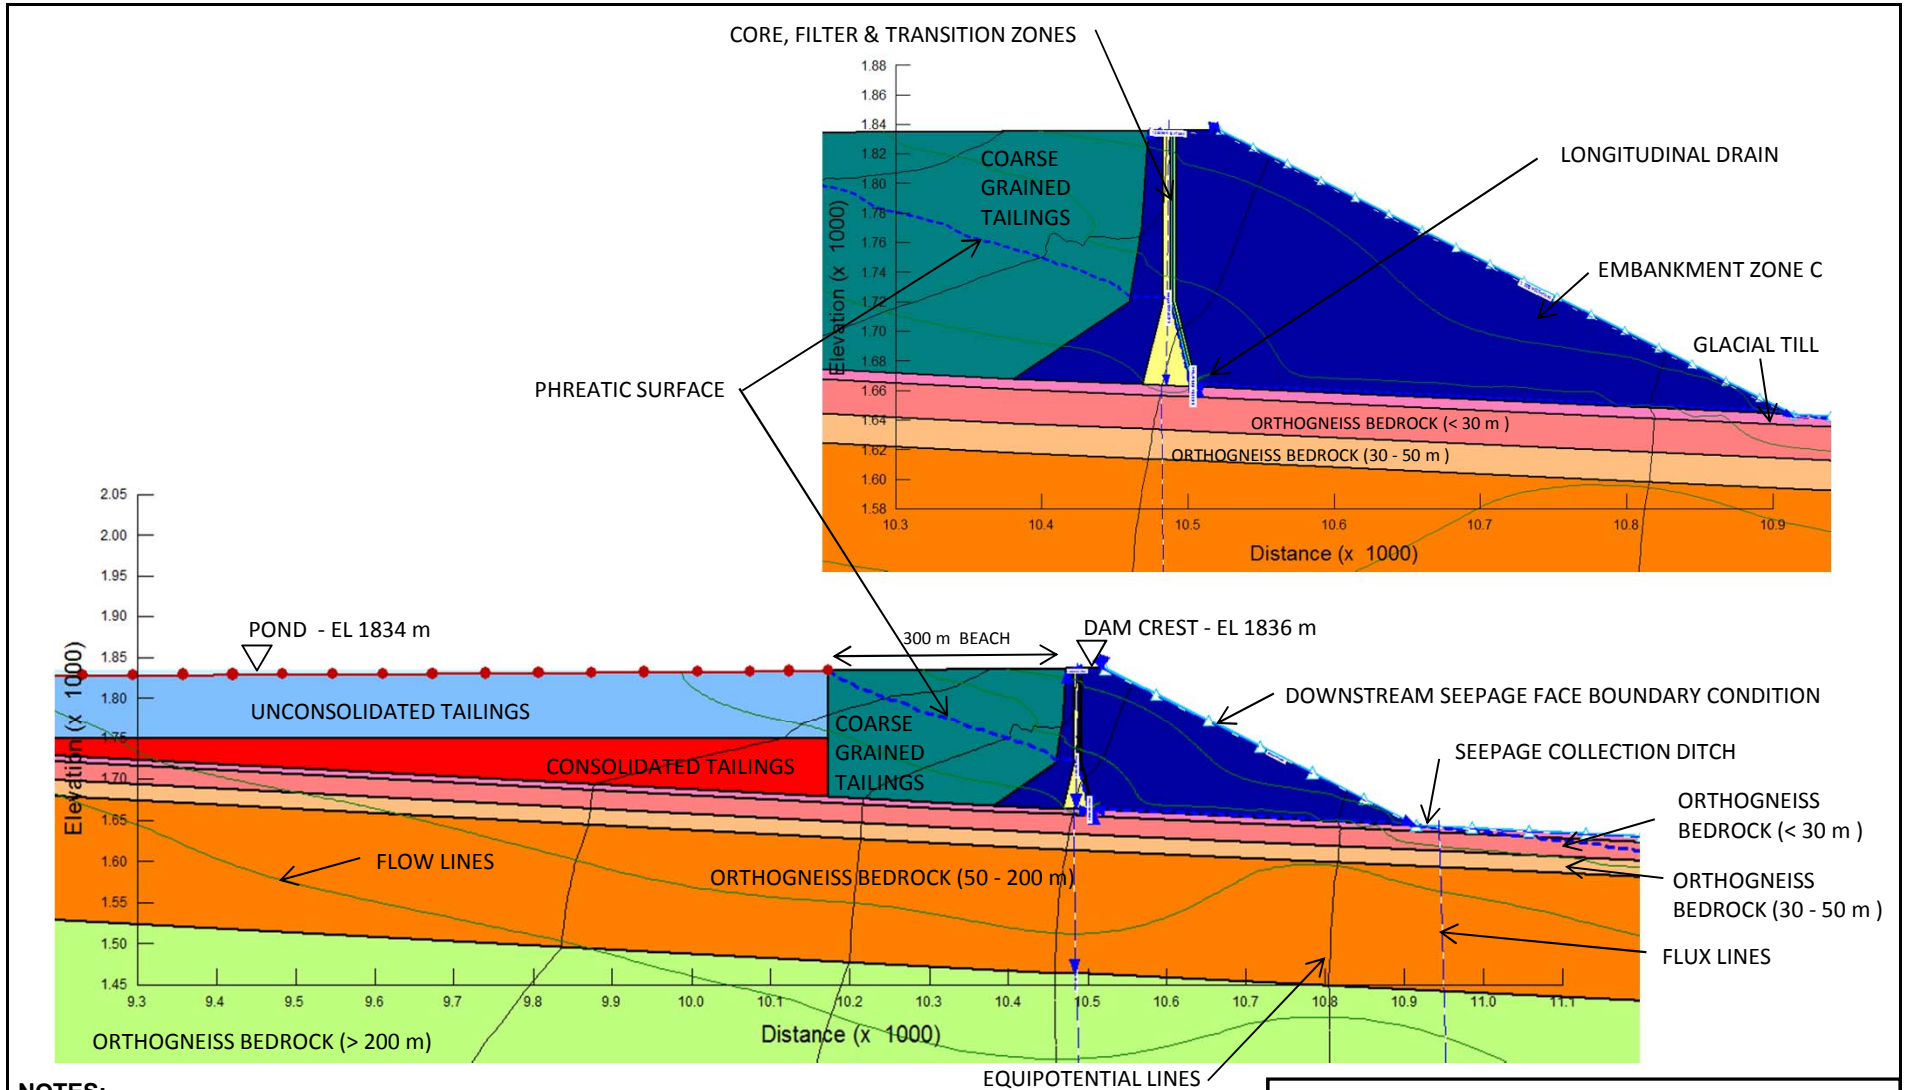 CORE, FILTER & TRANSITION ZONES
1.88
1.86
1.84
1.82
1.80
1.78
1.76
1.74
1.72
1.70
1.68
1.66
1.64
1.62
1.60
1.58
Elevation (x 1000)
COARSE
GRAINED
TAILINGS
LONGITUDINAL DRAIN
EMBANKMENT ZONE C
GLACIAL TILL
PHREATIC SURFACE
ORTHOGNEISS BEDROCK (< 30 m )
ORTHOGNEISS BEDROCK (30 - 50 m )
10.3 10.4 10.5 10.6 10.7 10.8 10.9
Distance (x 1000)
2.05
2.00
1.95
1.90
1.85
1.80
1.75
1.70
1.65
1.60
1.55
1.50
1.45
Elevation (x 1000)
POND - EL 1834 m
300 m BEACH
DAM CREST - EL 1836 m
UNCONSOLIDATED TAILINGS
CONSOLIDATED TAILINGS
COARSE
GRAINED
TAILINGS
DOWNSTREAM SEEPAGE FACE BOUNDARY CONDITION
SEEPAGE COLLECTION DITCH
ORTHOGNEISS
BEDROCK (< 30 m )
ORTHOGNEISS
BEDROCK (30 - 50 m )
FLOW LINES
ORTHOGNEISS BEDROCK (50 - 200 m)
FLUX LINES
9.3 9.4 9.5 9.6 9.7 9.8 9.9 10.0 10.1 10.2 10.3 10.4 10.5 10.6 10.7 10.8 10.9 11.0 11.1
Distance (x 1000)
ORTHOGNEISS BEDROCK (> 200 m)
EQUIPOTENTIAL LINES
NOTES: